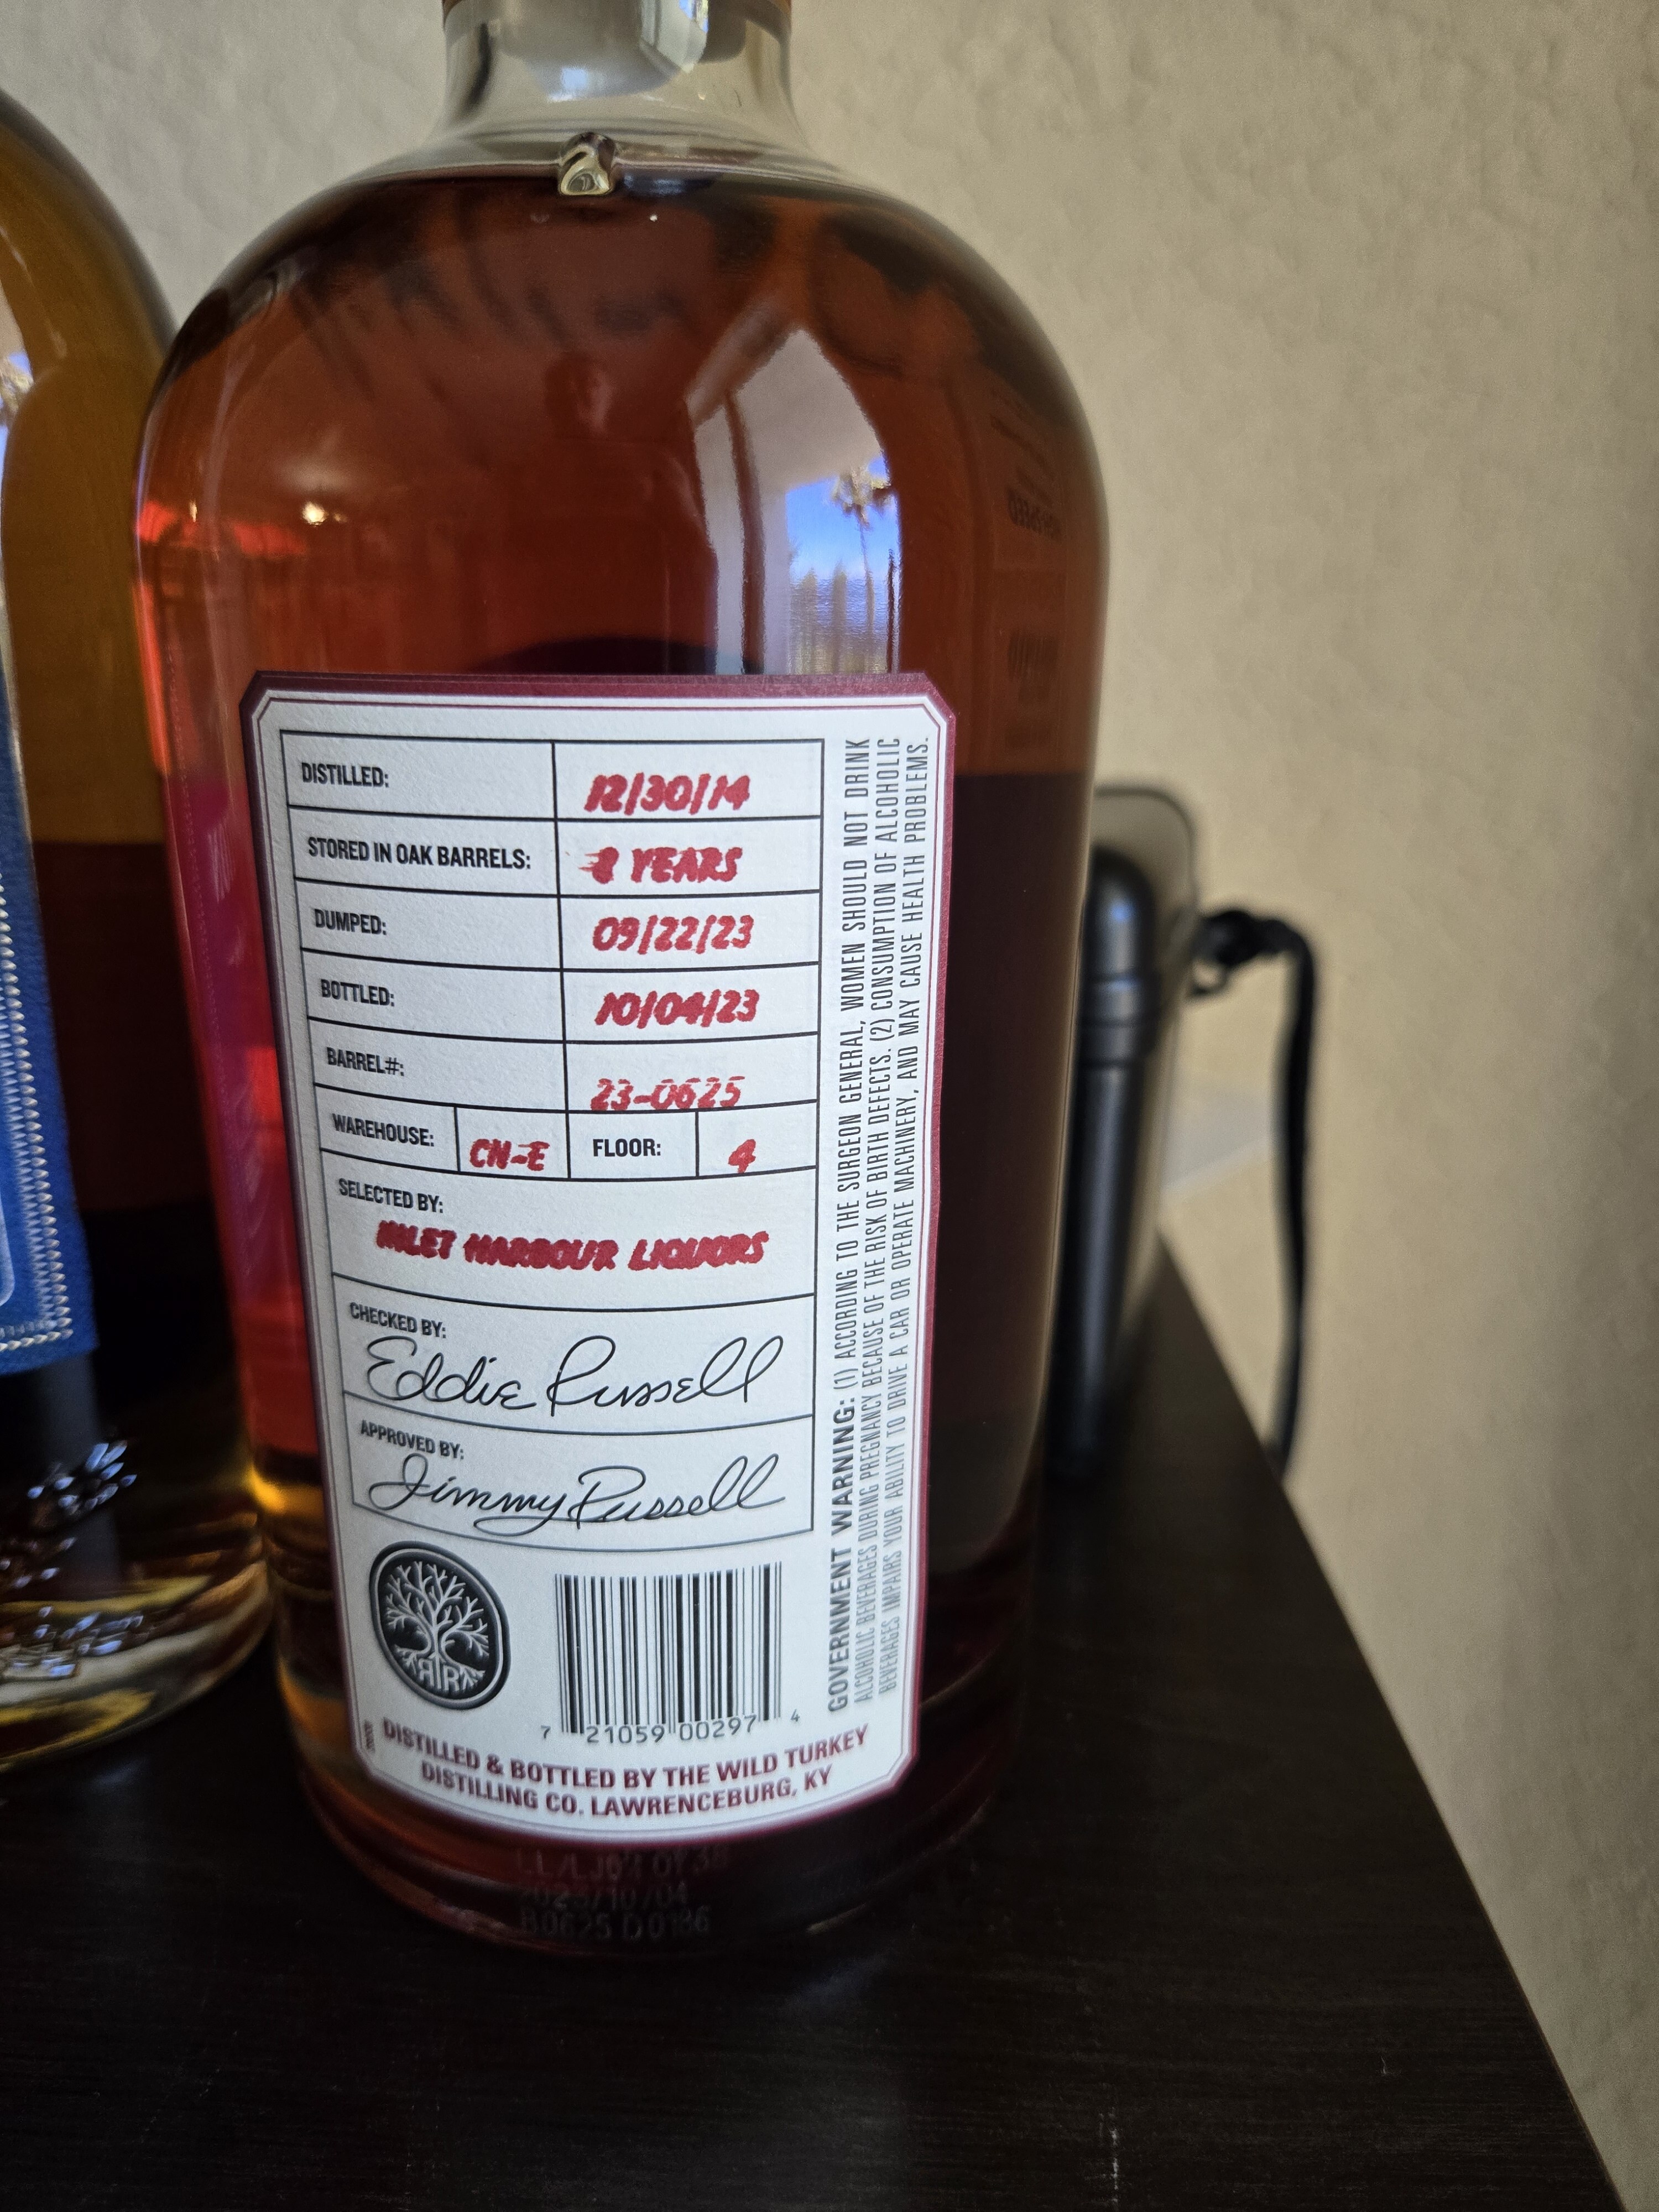 DISTILLED: 12/30/14
STORED IN OAK BARRELS: 8 YEARS
DUMPED: 09/22/23
BOTTLED: 10/04/23
BARREL#: 23-0625
WAREHOUSE: CN-E FLOOR: 4
SELECTED BY:
INLET HARBOUR LIQUORS
CHECKED BY:
Eddie Russell
APPROVED BY:
Jimmy Russell
7 21059 00297 4
DISTILLED & BOTTLED BY THE WILD TURKEY
DISTILLING CO. LAWRENCEBURG, KY
GOVERNMENT WARNING: (1) ACCORDING TO THE SURGEON GENERAL, WOMEN SHOULD NOT DRINK
ALCOHOLIC BEVERAGES DURING PREGNANCY BECAUSE OF THE RISK OF BIRTH DEFECTS. (2) CONSUMPTION OF ALCOHOLIC
BEVERAGES IMPAIRS YOUR ABILITY TO DRIVE A CAR OR OPERATE MACHINERY, AND MAY CAUSE HEALTH PROBLEMS.
2023/10/04